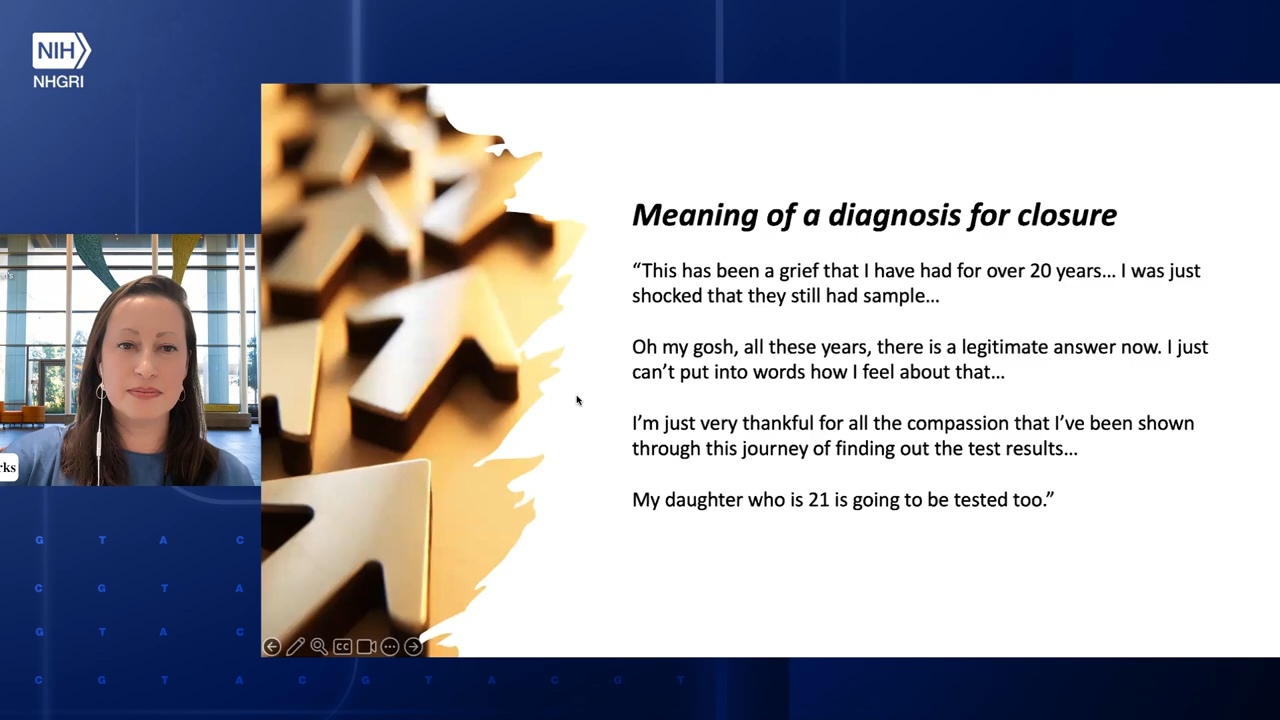 NIH
NHGRI
Meaning of a diagnosis for closure
“This has been a grief that I have had for over 20 years… I was just
shocked that they still had sample…
Oh my gosh, all these years, there is a legitimate answer now. I just
can’t put into words how I feel about that…
I’m just very thankful for all the compassion that I’ve been shown
through this journey of finding out the test results…
My daughter who is 21 is going to be tested too.”
rks
CC
G T A C
C G T A
G T A C
C G T A C G T A C G T